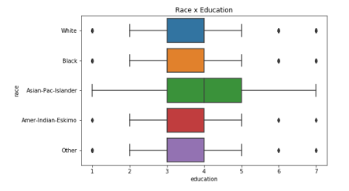 Race x Education
White
Black
Asian-Pac-Islander
Amer-Indian-Eskimo
Other
race
1 2 3 4 5 6 7
education